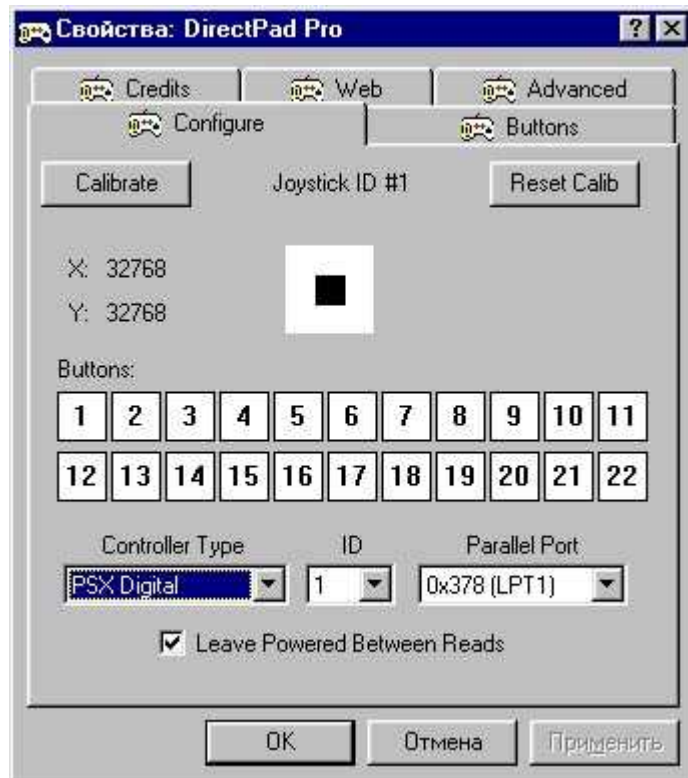 Свойства: DirectPad Pro
Credits Web Advanced
Configure Buttons
Calibrate Joystick ID #1 Reset Calib
X: 32768
Y: 32768
Buttons:
1 2 3 4 5 6 7 8 9 10 11
12 13 14 15 16 17 18 19 20 21 22
Controller Type ID Parallel Port
PSX Digital 1 0x378 (LPT1)
Leave Powered Between Reads
OK Отмена Применить